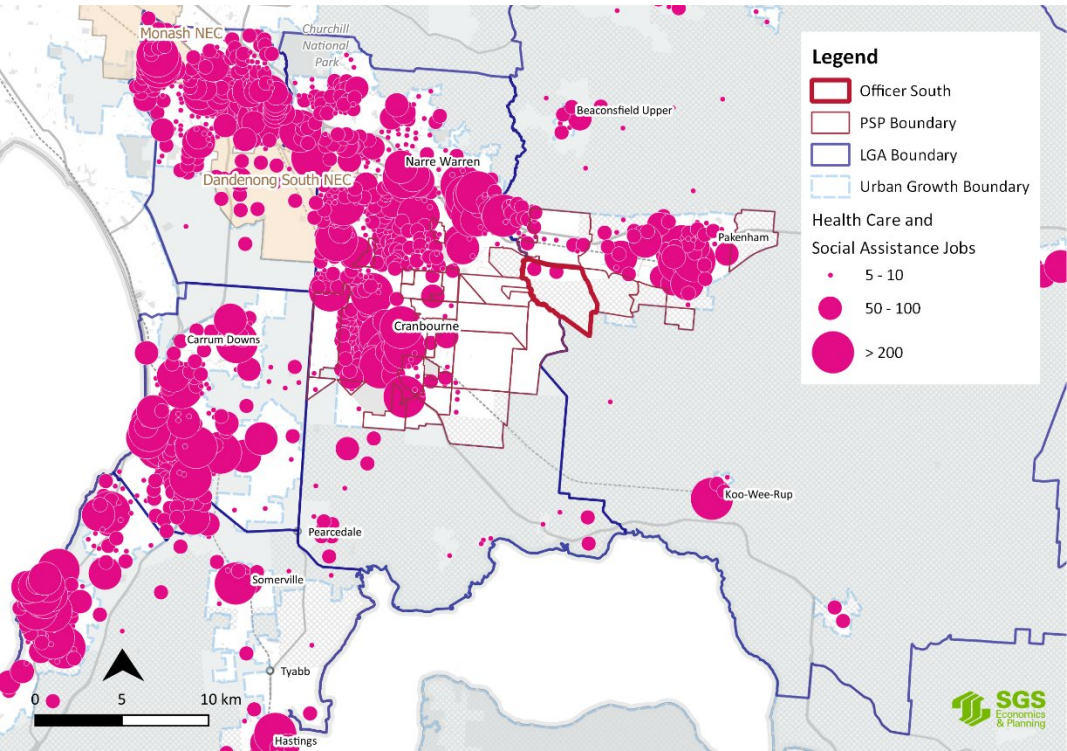 Monash NEC
Churchill
National
Park
Beaconsfield Upper
Narre Warren
Dandenong South NEC
Pakenham
Cranbourne
Carrum Downs
Koo-Wee-Rup
Pearcedale
Somerville
Tyabb
Hastings
0 5 10 km
Legend
Officer South
PSP Boundary
LGA Boundary
Urban Growth Boundary
Health Care and
Social Assistance Jobs
5 - 10
50 - 100
> 200
SGS
Economics
& Planning